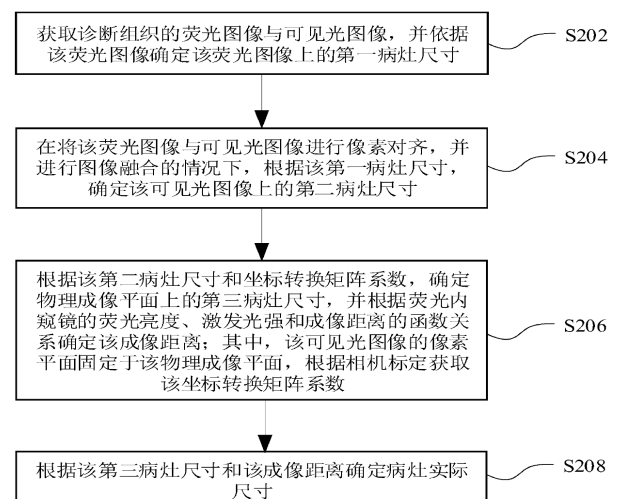 获取诊断组织的荧光图像与可见光图像，并依据
该荧光图像确定该荧光图像上的第一病灶尺寸
S202
在将该荧光图像与可见光图像进行像素对齐，并
进行图像融合的情况下，根据该第一病灶尺寸，
确定该可见光图像上的第二病灶尺寸
S204
根据该第二病灶尺寸和坐标转换矩阵系数，确定
物理成像平面上的第三病灶尺寸，并根据荧光内
窥镜的荧光亮度、激发光强和成像距离的函数关
系确定该成像距离；其中，该可见光图像的像素
平面固定于该物理成像平面，根据相机标定获取
该坐标转换矩阵系数
S206
根据该第三病灶尺寸和该成像距离确定病灶实际
尺寸
S208